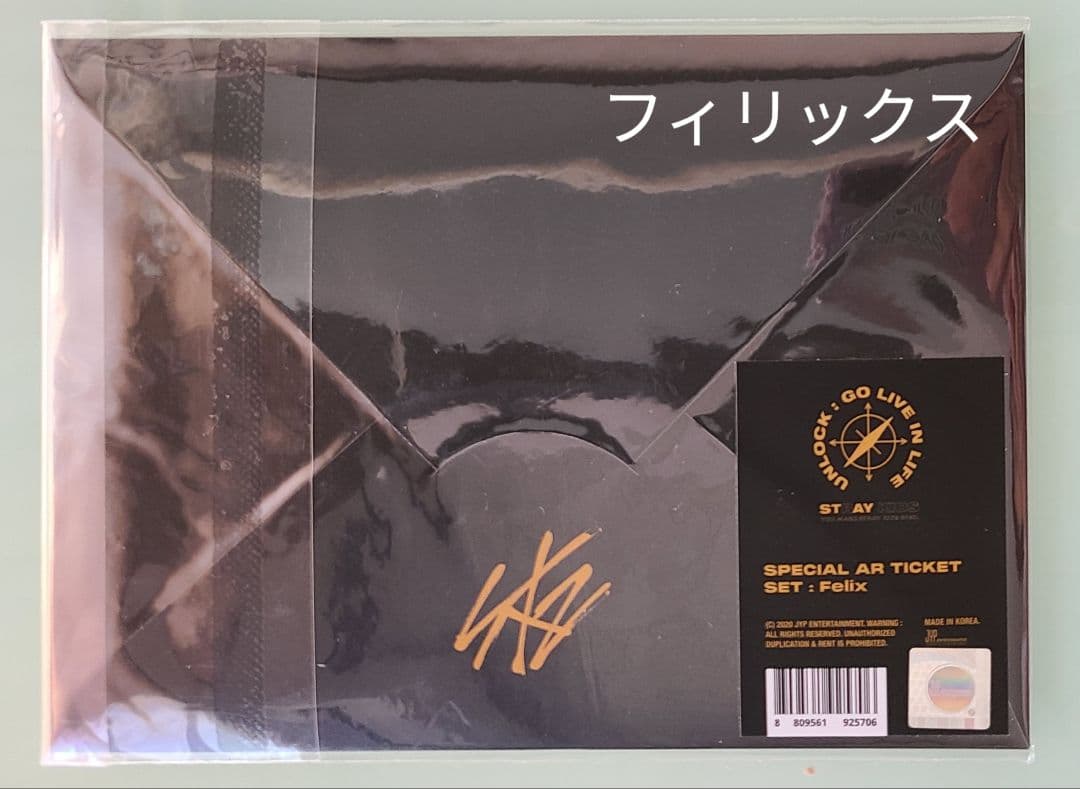 フィリックス
UNLOCK : GO LIVE IN LIFE
STRAY KIDS
SPECIAL AR TICKET
SET : Felix
(C) 2020 JYP ENTERTAINMENT. WARNING :
ALL RIGHTS RESERVED. UNAUTHORIZED
DUPLICATION & RENT IS PROHIBITED.
MADE IN KOREA.
JYP
8 809561 925706